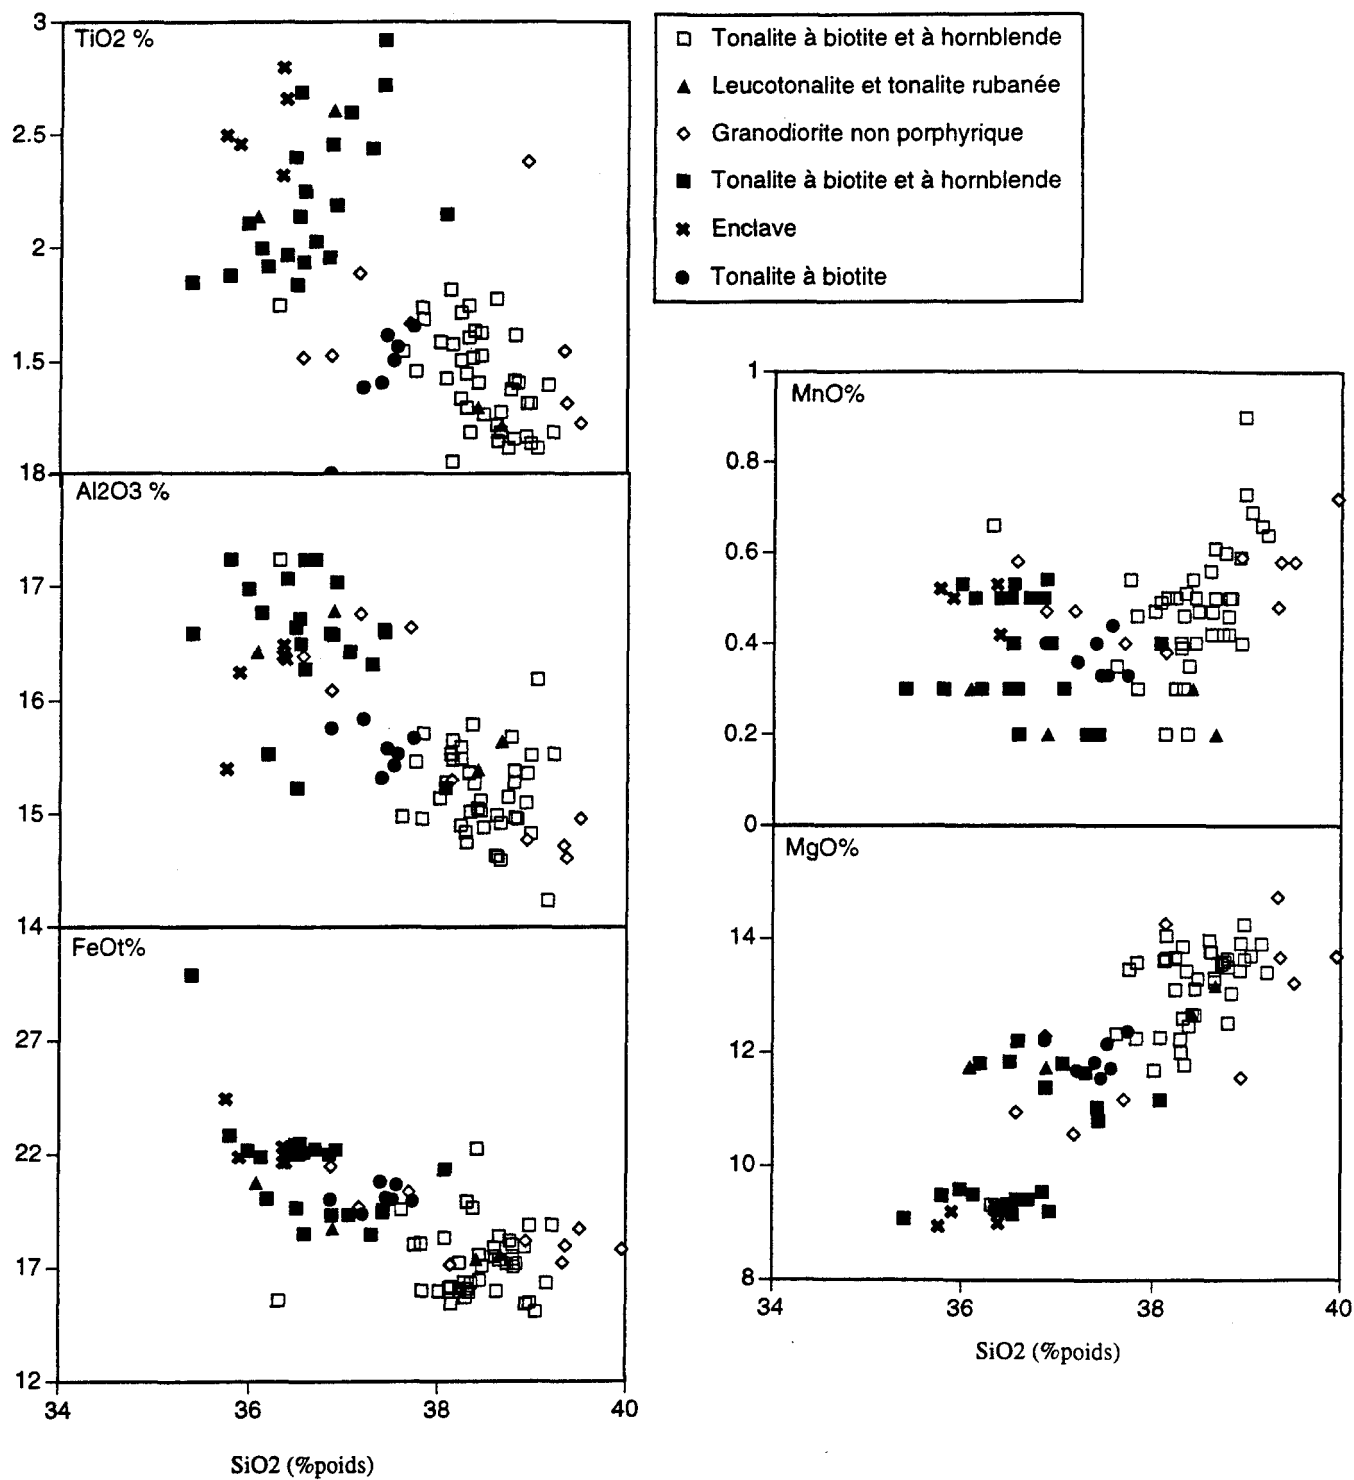 TiO2 %
3
2.5
2
1.5
18
Al2O3 %
17
16
15
14
FeOt%
27
22
17
12
34
36
38
40
SiO2 (%poids)
Tonalite à biotite et à hornblende
Leucotonalite et tonalite rubanée
Granodiorite non porphyrique
Tonalite à biotite et à hornblende
Enclave
Tonalite à biotite
MnO%
1
0.8
0.6
0.4
0.2
0
MgO%
14
12
10
8
34
36
38
40
SiO2 (%poids)